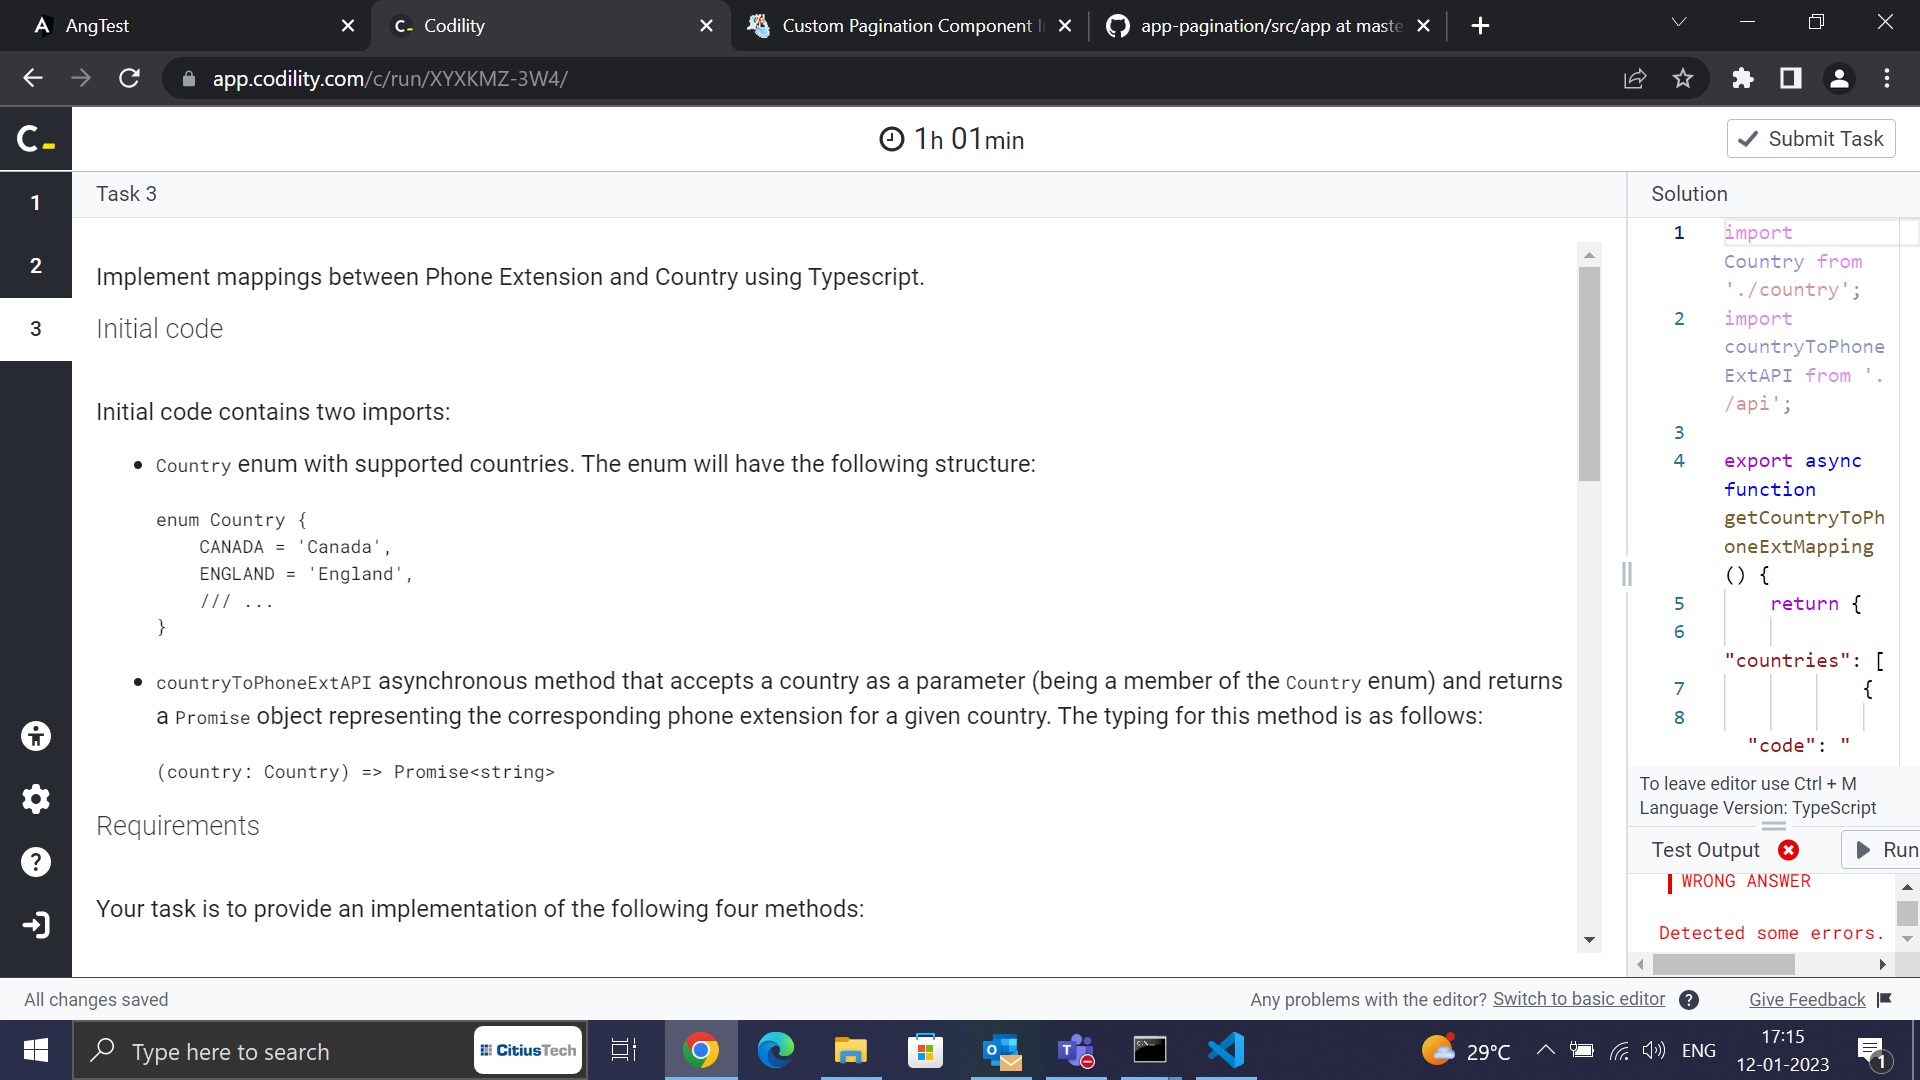 AngTest
Codility
Custom Pagination Component I
app-pagination/src/app at maste
app.codility.com/c/run/XYXKMZ-3W4/
1h 01min
Submit Task
1
2
3
Task 3
Implement mappings between Phone Extension and Country using Typescript.
Initial code
Initial code contains two imports:
Country enum with supported countries. The enum will have the following structure:
enum Country {
CANADA = 'Canada',
ENGLAND = 'England',
/// ...
}
countryToPhoneExtAPI asynchronous method that accepts a country as a parameter (being a member of the Country enum) and returns
a Promise object representing the corresponding phone extension for a given country. The typing for this method is as follows:
(country: Country) => Promise<string>
Requirements
Your task is to provide an implementation of the following four methods:
Solution
1 import
Country from
'./country';
2 import
countryToPhone
ExtAPI from '.
/api';
3
4 export async
function
getCountryToPh
oneExtMapping
() {
5 return {
6
"countries": [
7 {
8
"code": "
To leave editor use Ctrl + M
Language Version: TypeScript
Test Output
Run
WRONG ANSWER
Detected some errors.
All changes saved
Any problems with the editor? Switch to basic editor
Give Feedback
Type here to search
CitiusTech
29°C
ENG
17:15
12-01-2023
1